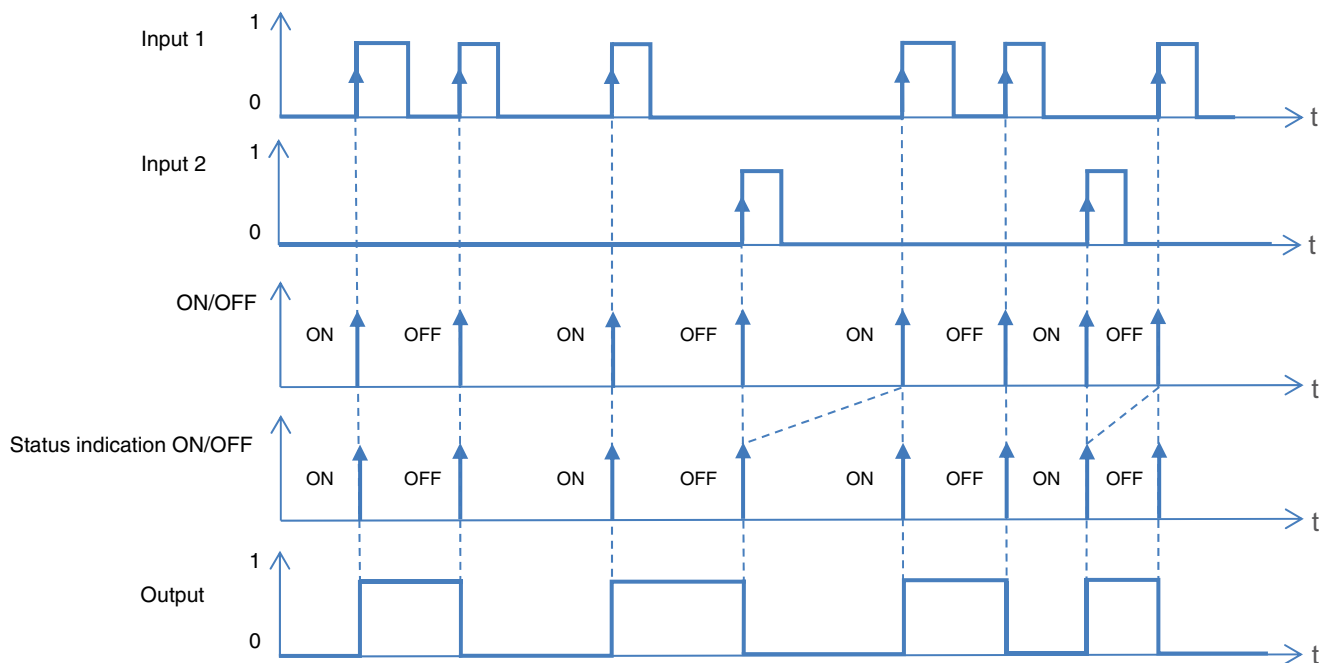 1
Input 1
0
t
1
Input 2
0
t
ON/OFF
ON OFF ON OFF ON OFF ON OFF
t
Status indication ON/OFF
ON OFF ON OFF ON OFF ON OFF
t
1
Output
0
t